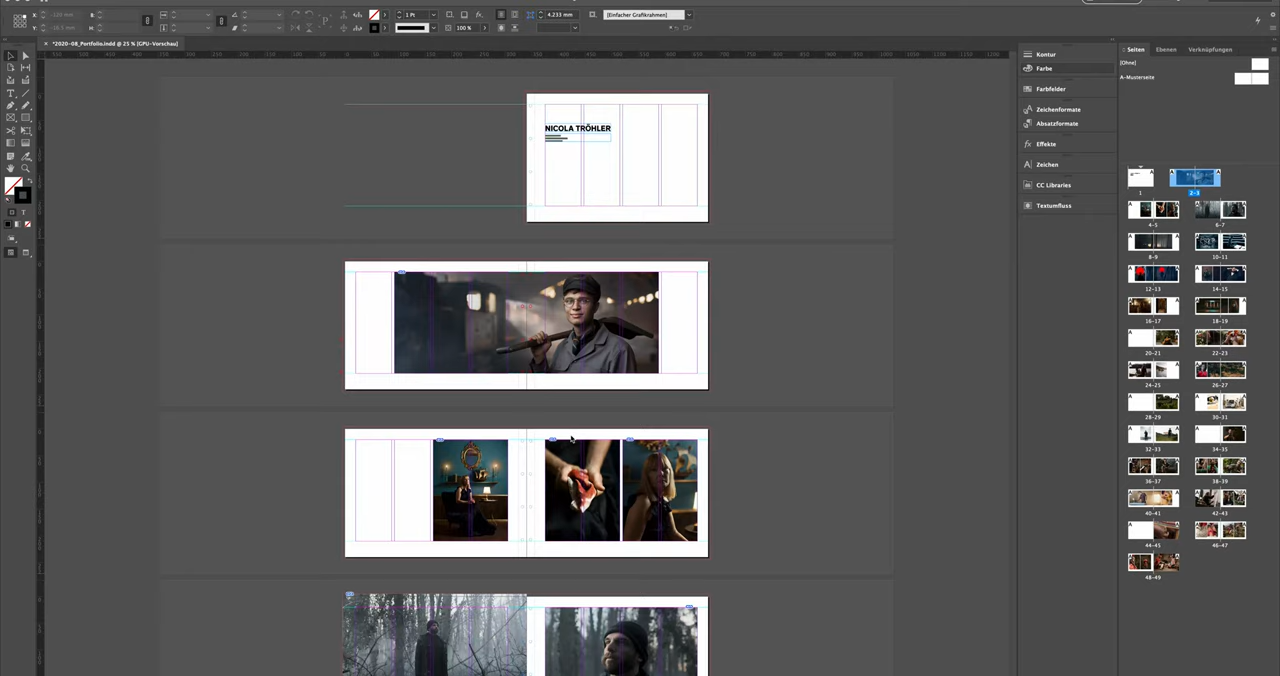 X:
-130 mm
B:
1 Pt
4.233 mm
[Einfacher Grafikrahmen]
Y:
H:
100 %
*2020-08_Portfolio.indd @ 25 % [GPU-Vorschau]
Kontur
Farbe
Farbfelder
Zeichenformate
Absatzformate
Effekte
Zeichen
CC Libraries
Textumfluss
Seiten
Ebenen
Verknüpfungen
[Ohne]
A-Musterseite
NICOLA TRÖHLER
1
2-3
4-5
6-7
8-9
10-11
12-13
14-15
16-17
18-19
20-21
22-23
24-25
26-27
28-29
30-31
32-33
34-35
36-37
38-39
40-41
42-43
44-45
46-47
48-49